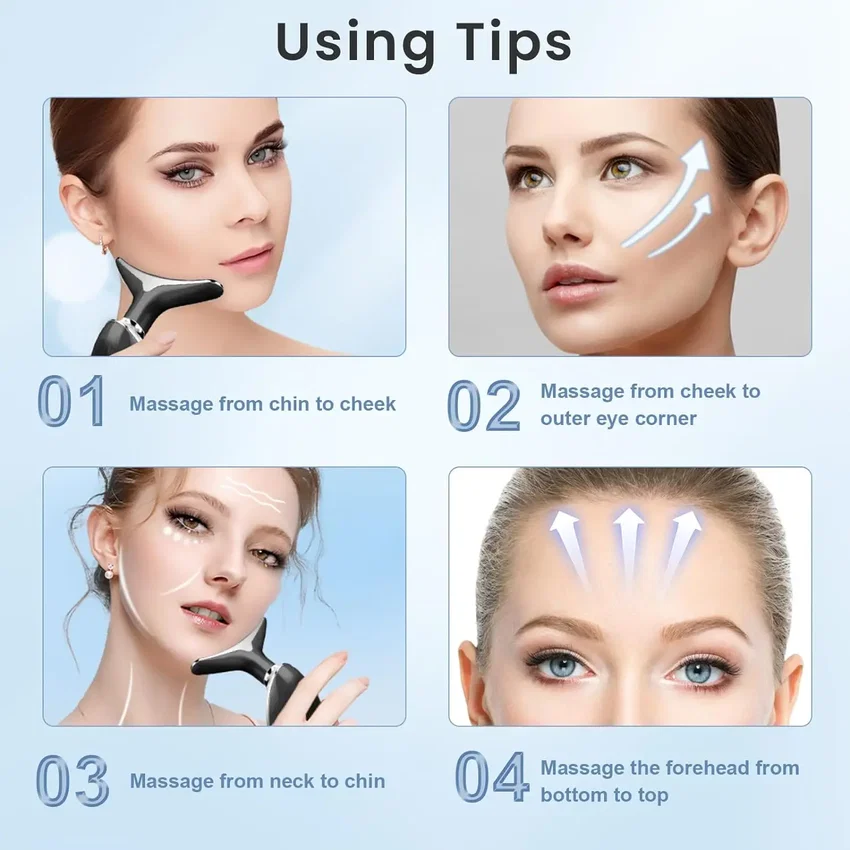 Using Tips
01
Massage from chin to cheek
02
Massage from cheek to
outer eye corner
03
Massage from neck to chin
04
Massage the forehead from
bottom to top